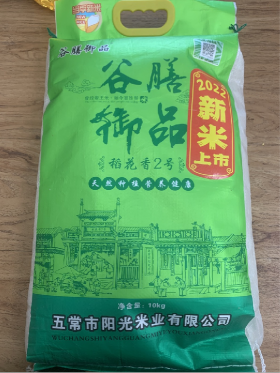 谷膳御品
谷膳
御品
稻花香2号
2022
新米
上市
天然种植营养健康
净含量:10kg
五常市阳光米业有限公司
WUCHANGSHIYANGGUANGMIYEYOUXIANGONGSI